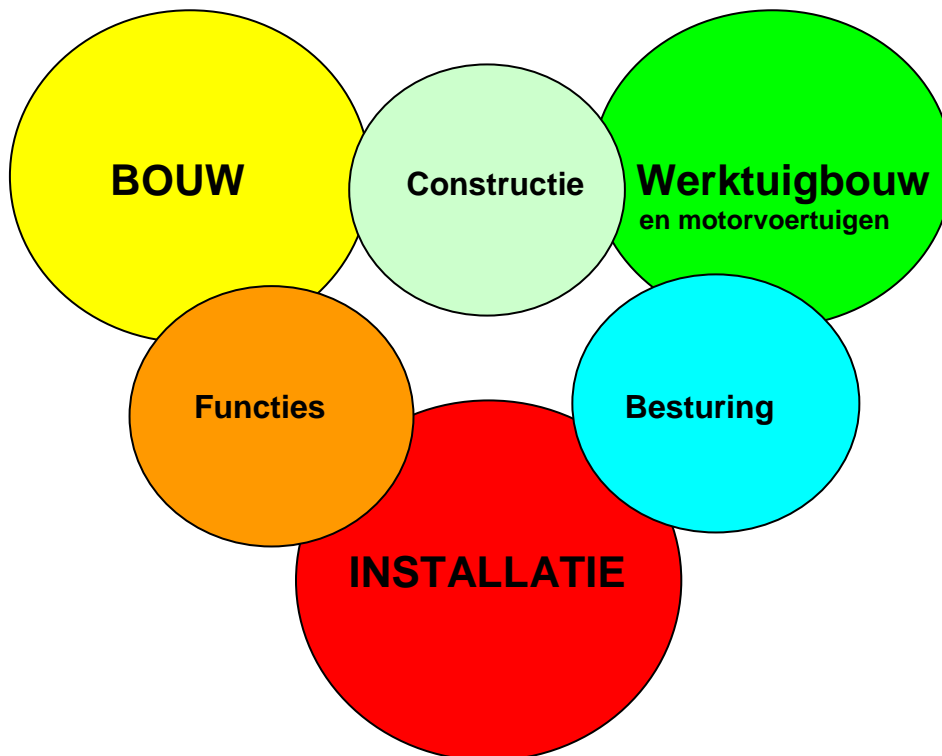 BOUW
Constructie
Werktuigbouw
en motorvoertuigen
Functies
Besturing
INSTALLATIE